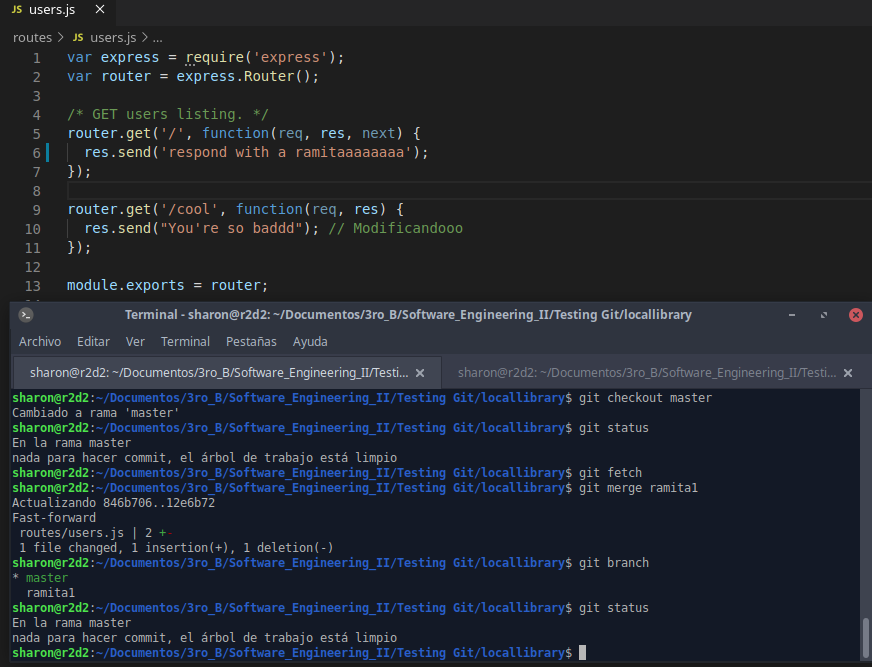 JS users.js ×
routes > JS users.js > ...
1 var express = require('express');
2 var router = express.Router();
3
4 /* GET users listing. */
5 router.get('/', function(req, res, next) {
6   res.send('respond with a ramitaaaaaaaa');
7 });
8
9 router.get('/cool', function(req, res) {
10   res.send("You're so baddd"); // Modificandooo
11 });
12
13 module.exports = router;
Terminal - sharon@r2d2: ~/Documentos/3ro_B/Software_Engineering_II/Testing Git/locallibrary
Archivo Editar Ver Terminal Pestañas Ayuda
sharon@r2d2: ~/Documentos/3ro_B/Software_Engineering_II/Testi... × sharon@r2d2: ~/Documentos/3ro_B/Software_Engineering_II/Testi... ×
sharon@r2d2:~/Documentos/3ro_B/Software_Engineering_II/Testing Git/locallibrary$ git checkout master
Cambiado a rama 'master'
sharon@r2d2:~/Documentos/3ro_B/Software_Engineering_II/Testing Git/locallibrary$ git status
En la rama master
nada para hacer commit, el árbol de trabajo está limpio
sharon@r2d2:~/Documentos/3ro_B/Software_Engineering_II/Testing Git/locallibrary$ git fetch
sharon@r2d2:~/Documentos/3ro_B/Software_Engineering_II/Testing Git/locallibrary$ git merge ramita1
Actualizando 846b706..12e6b72
Fast-forward
 routes/users.js | 2 +-
 1 file changed, 1 insertion(+), 1 deletion(-)
sharon@r2d2:~/Documentos/3ro_B/Software_Engineering_II/Testing Git/locallibrary$ git branch
* master
  ramita1
sharon@r2d2:~/Documentos/3ro_B/Software_Engineering_II/Testing Git/locallibrary$ git status
En la rama master
nada para hacer commit, el árbol de trabajo está limpio
sharon@r2d2:~/Documentos/3ro_B/Software_Engineering_II/Testing Git/locallibrary$